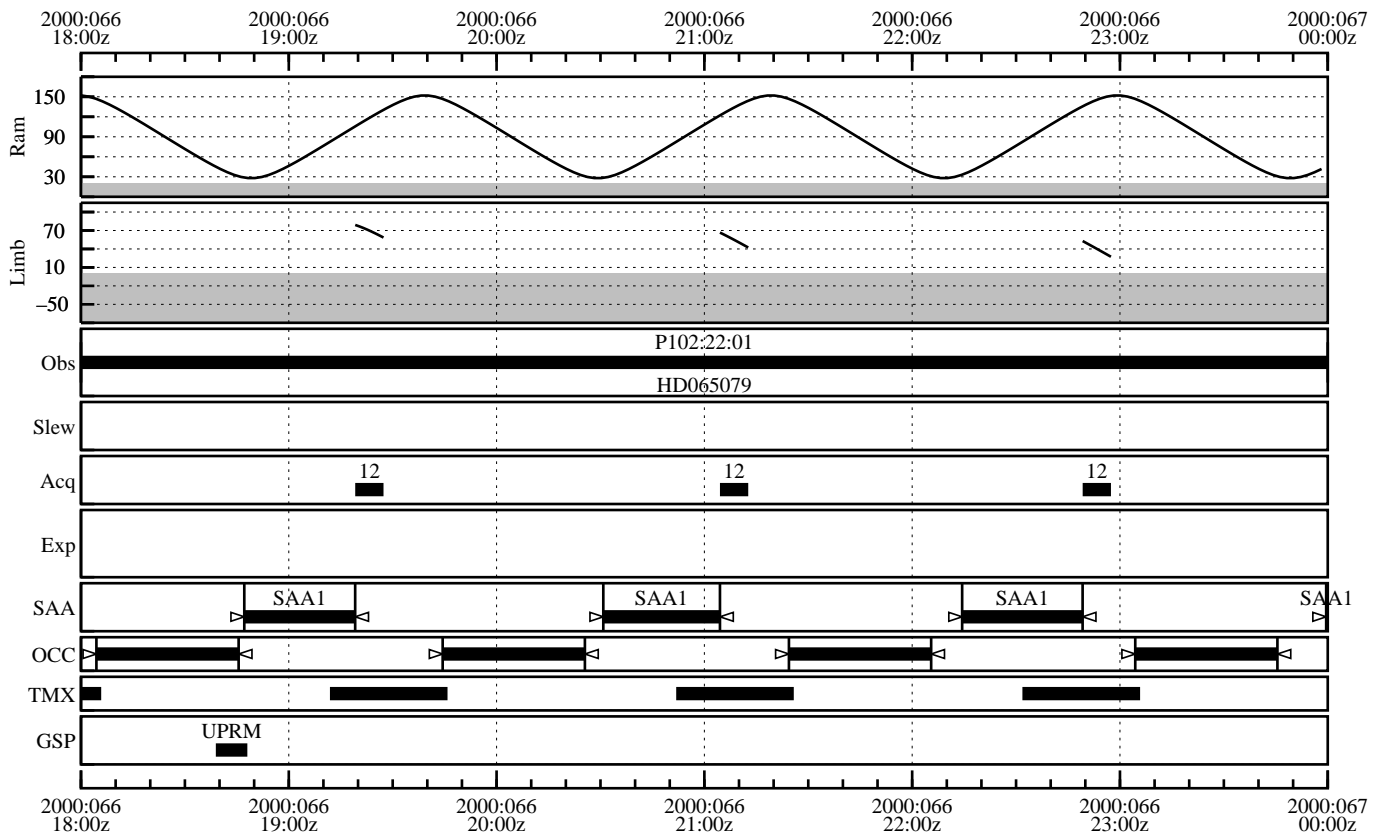 2000:066 2000:066 2000:066 2000:066 2000:066 2000:066 2000:067
18:00z 19:00z 20:00z 21:00z 22:00z 23:00z 00:00z
Ram
150
90
30
Limb
70
10
−50
P102:22:01
Obs
HD065079
Slew
12 12 12
Acq
Exp
SAA SAA1 SAA1 SAA1 SAA1
OCC
TMX
UPRM
GSP
2000:066 2000:066 2000:066 2000:066 2000:066 2000:066 2000:067
18:00z 19:00z 20:00z 21:00z 22:00z 23:00z 00:00z